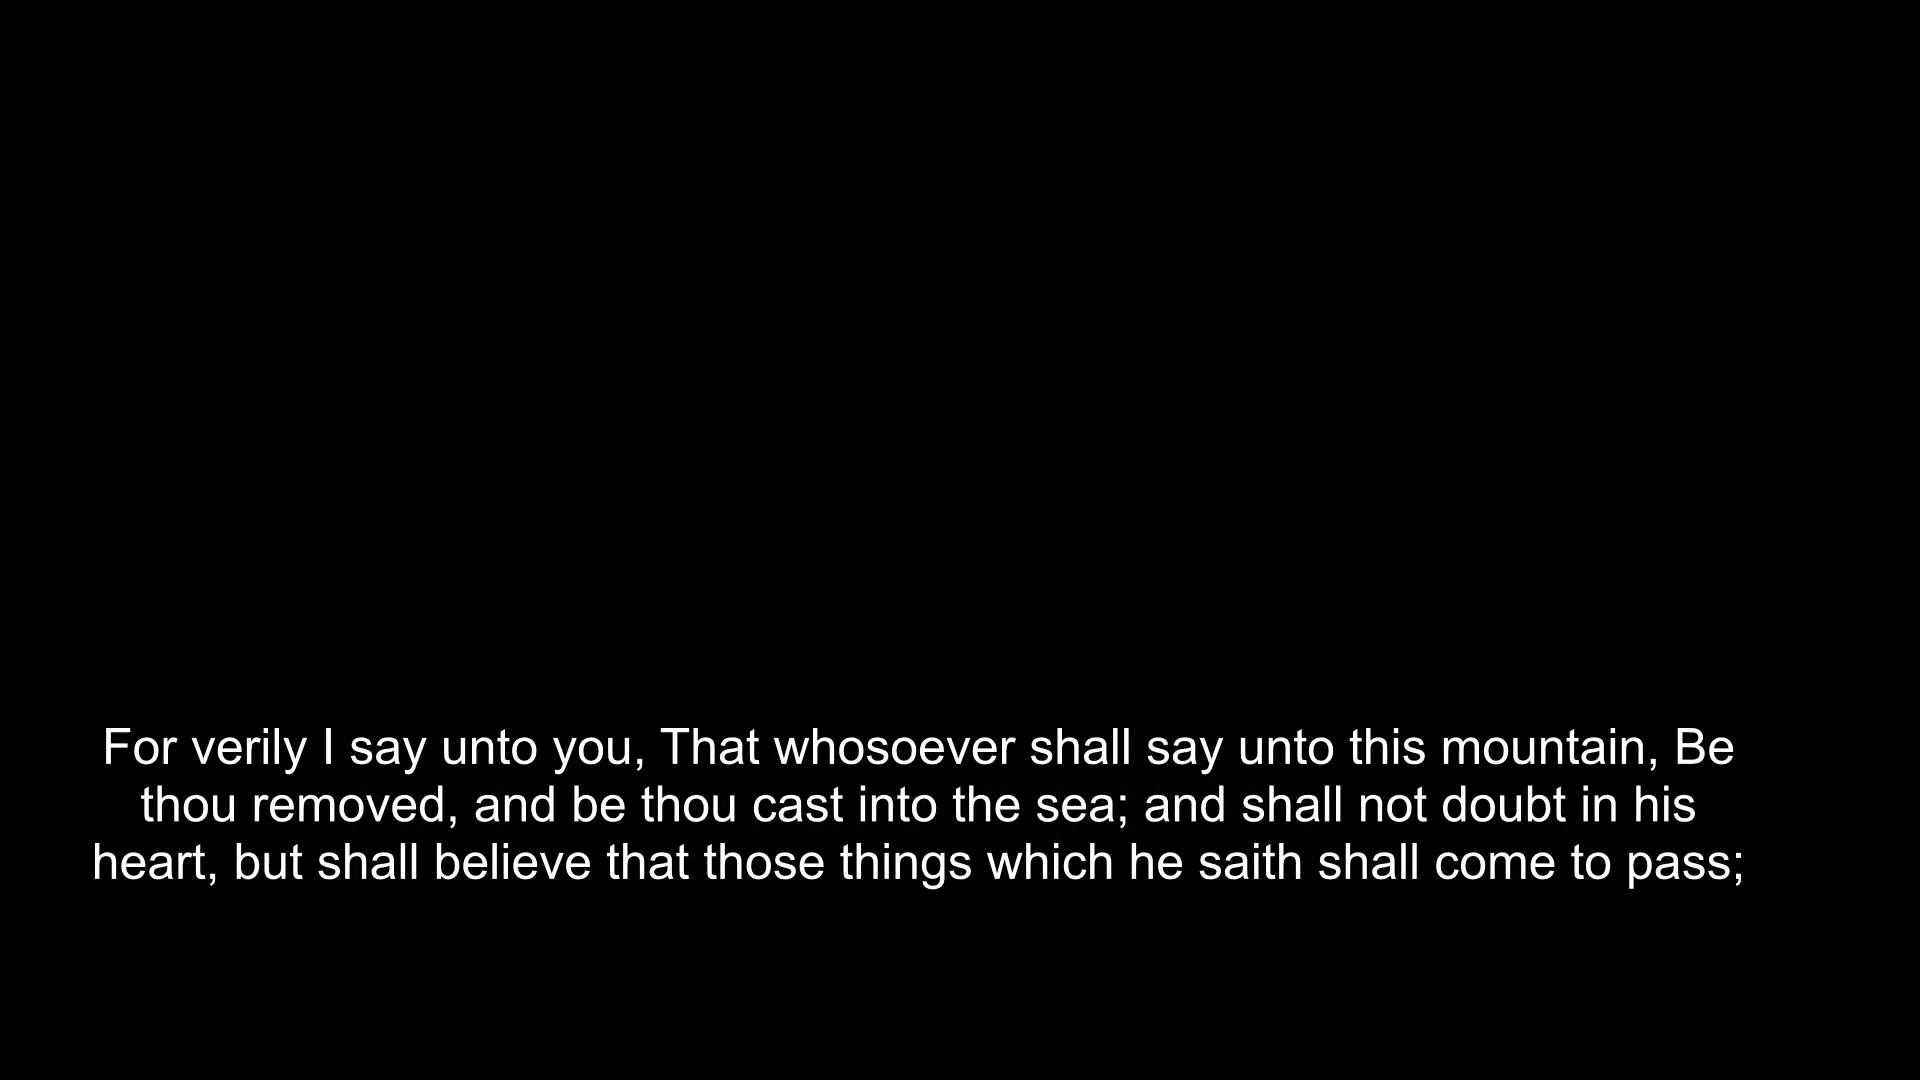 For verily I say unto you, That whosoever shall say unto this mountain, Be
thou removed, and be thou cast into the sea; and shall not doubt in his
heart, but shall believe that those things which he saith shall come to pass;